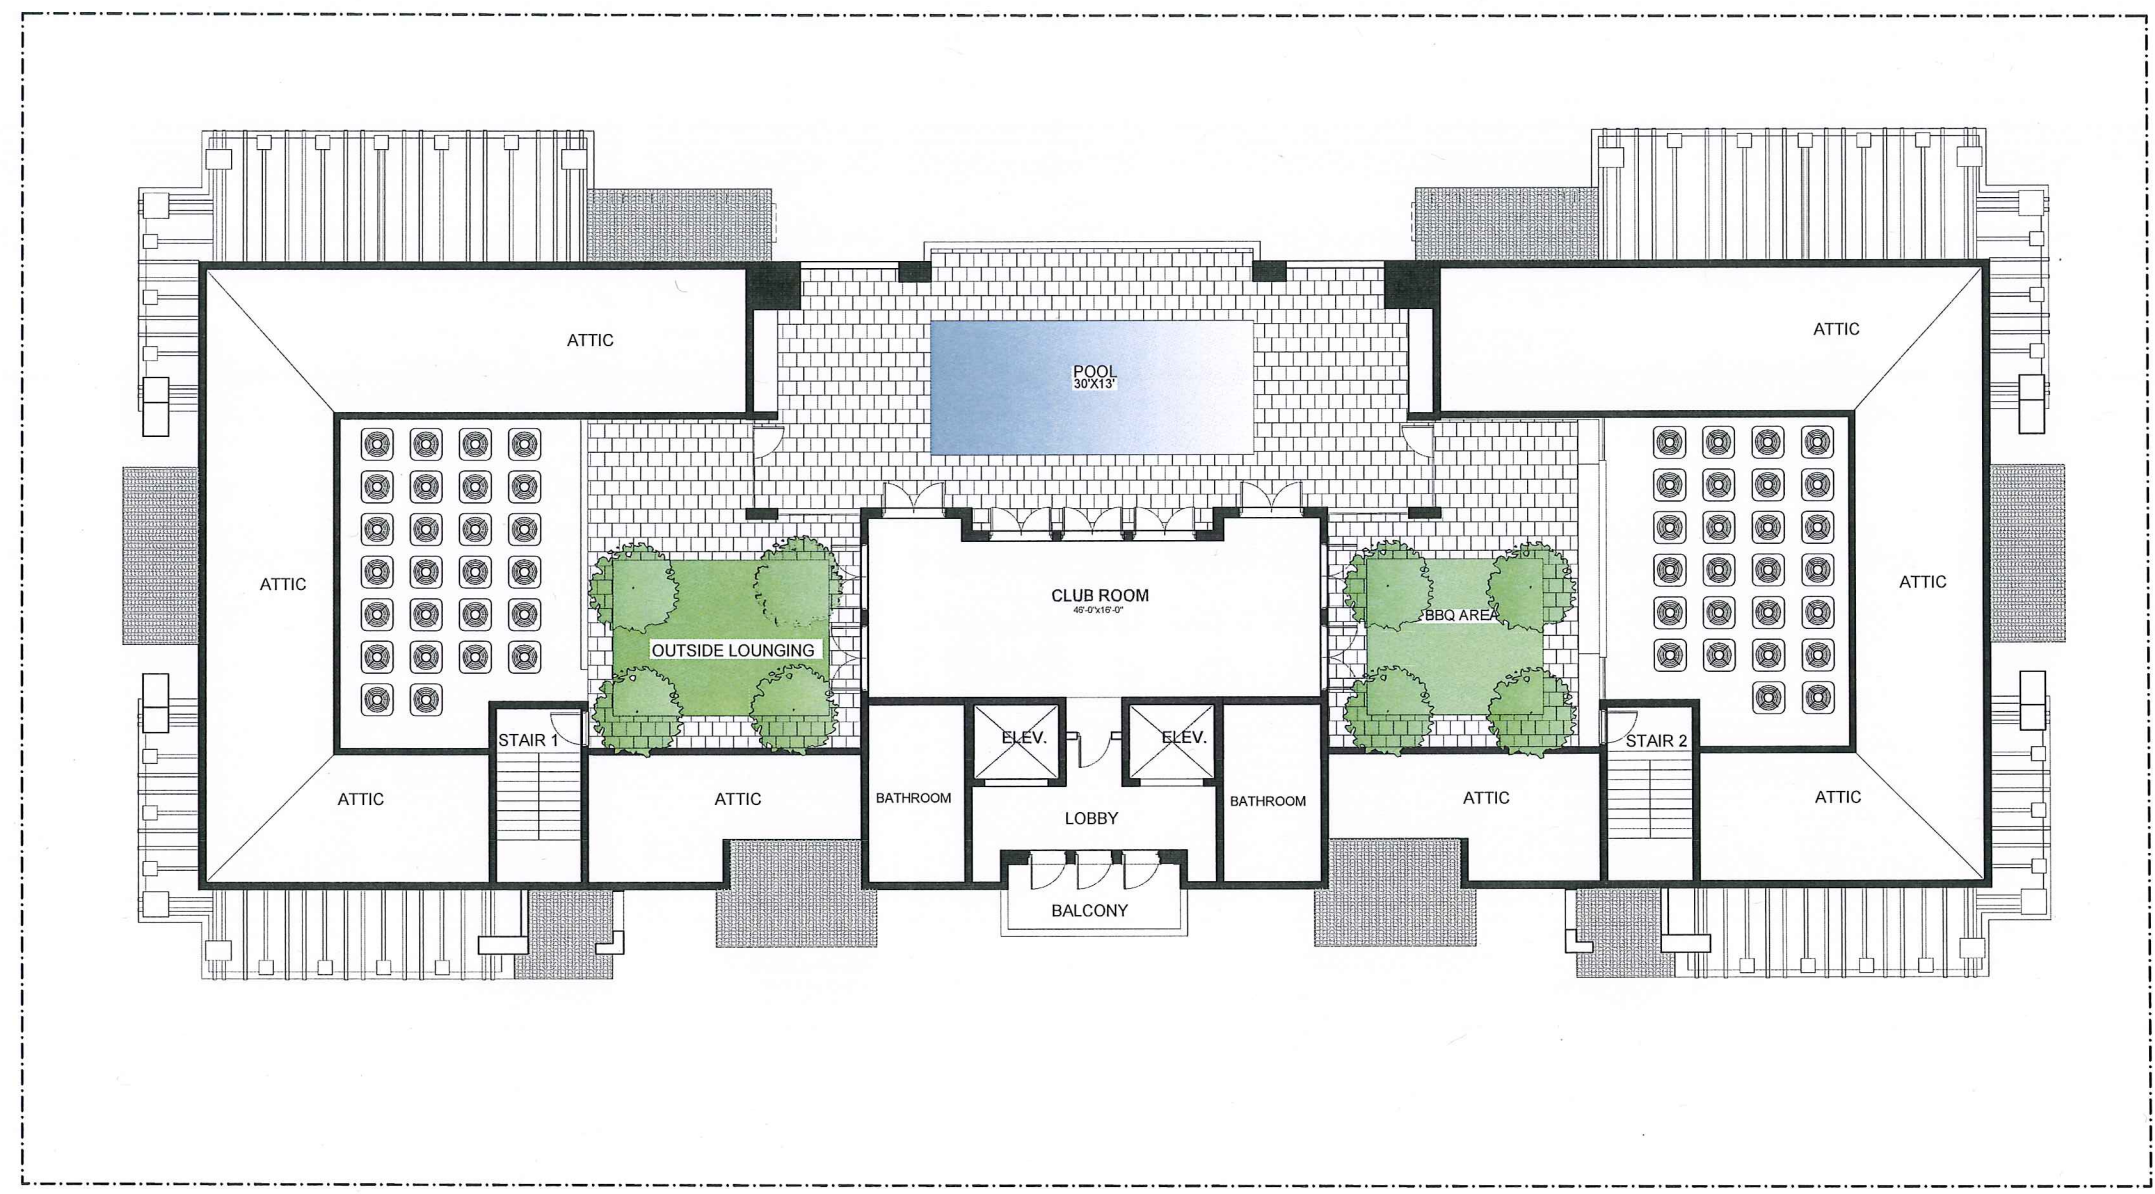 ATTIC
ATTIC
POOL
30'X13'
ATTIC
ATTIC
CLUB ROOM
46'-0"x16'-0"
BBQ AREA
OUTSIDE LOUNGING
STAIR 1
ELEV.
ELEV.
STAIR 2
ATTIC
ATTIC
BATHROOM
BATHROOM
ATTIC
ATTIC
LOBBY
BALCONY